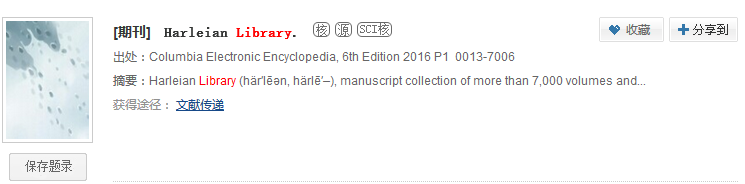 [期刊] Harleian Library. 核 源 SCI核
收藏
分享到
出处：Columbia Electronic Encyclopedia, 6th Edition 2016 P1 0013-7006
摘要：Harleian Library (här'lēən, härlē'–), manuscript collection of more than 7,000 volumes and...
获得途径： 文献传递
保存题录